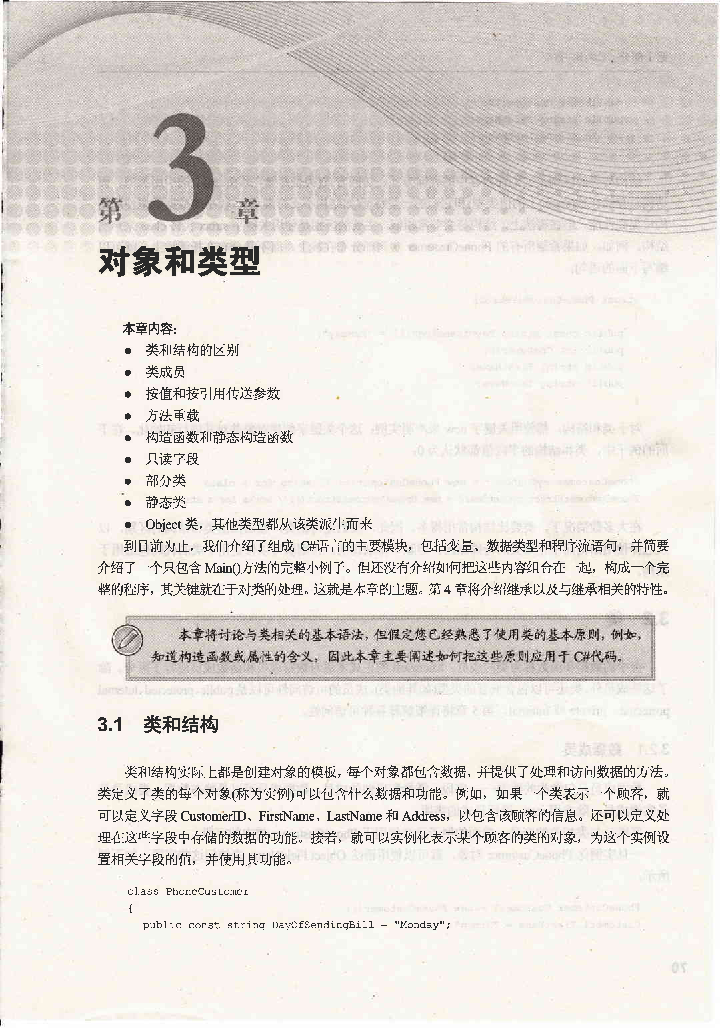 第 3 章
对象和类型
本章内容：
● 类和结构的区别
● 类成员
● 按值和按引用传送参数
● 方法重载
● 构造函数和静态构造函数
● 只读字段
● 部分类
● 静态类
● Object 类，其他类型都从该类派生而来
到目前为止，我们介绍了组成 C#语言的主要模块，包括变量、数据类型和程序流语句，并简要
介绍了一个只包含 Main()方法的完整小例子。但还没有介绍如何把这些内容组合在一起，构成一个完
整的程序，其关键就在于对类的处理。这就是本章的主题。第 4 章将介绍继承以及与继承相关的特性。
本章将讨论与类相关的基本语法，但假定您已经熟悉了使用类的基本原则，例如，
知道构造函数或属性的含义，因此本章主要阐述如何把这些原则应用于 C#代码。
3.1 类和结构
类和结构实际上都是创建对象的模板，每个对象都包含数据，并提供了处理和访问数据的方法。
类定义了类的每个对象(称为实例)可以包含什么数据和功能。例如，如果一个类表示一个顾客，就
可以定义字段 CustomerID、FirstName、LastName 和 Address，以包含该顾客的信息。还可以定义处
理在这些字段中存储的数据的功能。接着，就可以实例化表示某个顾客的类的对象，为这个实例设
置相关字段的值，并使用其功能。
class PhoneCustomer
{
public const string DayOfSendingBill = "Monday";